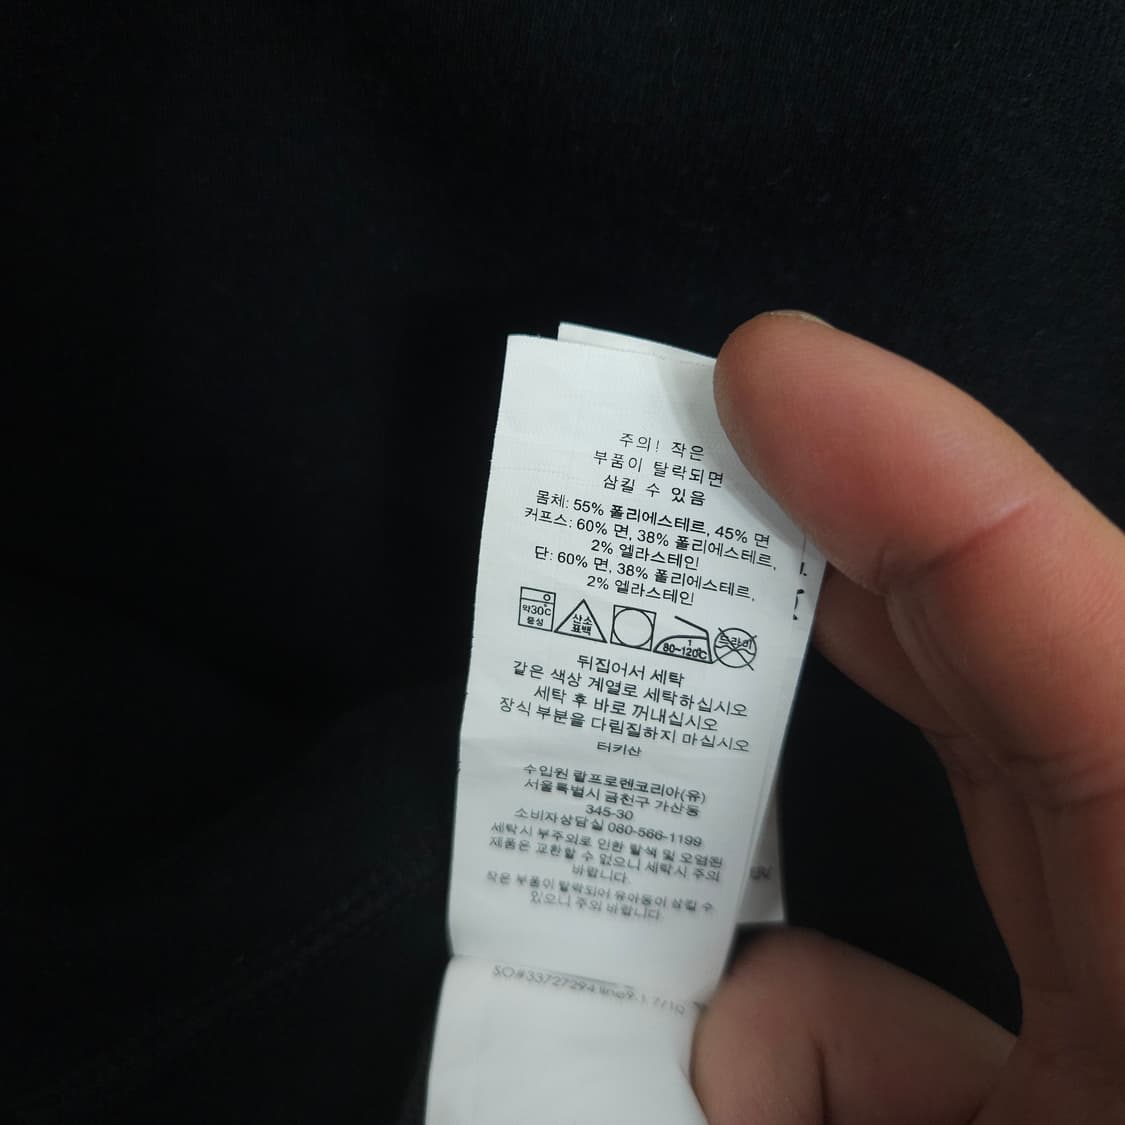 주의! 작은
부품이 탈락되면
삼킬 수 있음
몸체: 55% 폴리에스테르, 45% 면
커프스: 60% 면, 38% 폴리에스테르,
2% 엘라스테인
단: 60% 면, 38% 폴리에스테르,
2% 엘라스테인
약30℃ 중성 산소 표백 1 80~120℃ 드라이
뒤집어서 세탁
같은 색상 계열로 세탁하십시오
세탁 후 바로 꺼내십시오
장식 부분을 다림질하지 마십시오
터키산
수입원 랄프로렌코리아(유)
서울특별시 금천구 가산동
345-30
소비자상담실 080-566-1199
세탁시 부주의로 인한 탈색 및 오염된
제품은 교환할 수 없으니 세탁시 주의
바랍니다.
작은 부품이 탈락되어 유아동이 삼킬 수
있으니 주의 바랍니다.
SO#33727294